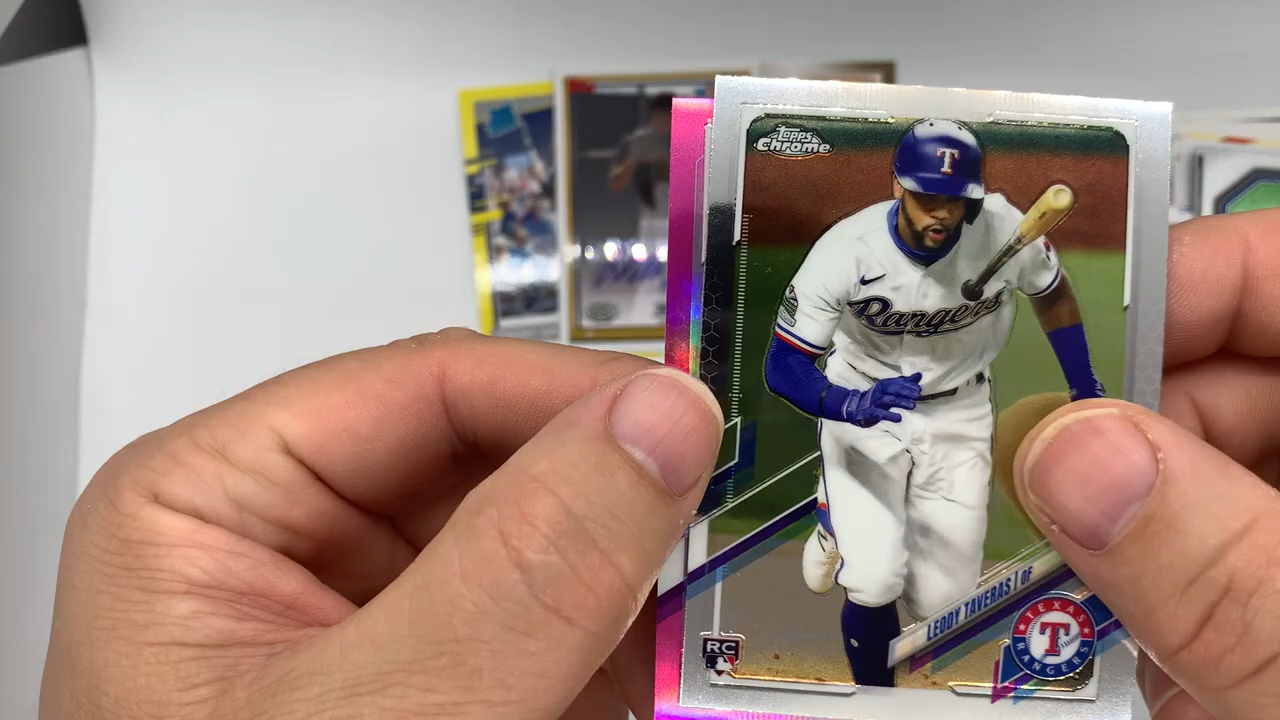 Topps
Chrome
T
Rangers
LEODY TAVERAS | OF
TEXAS
T
RANGERS
RC